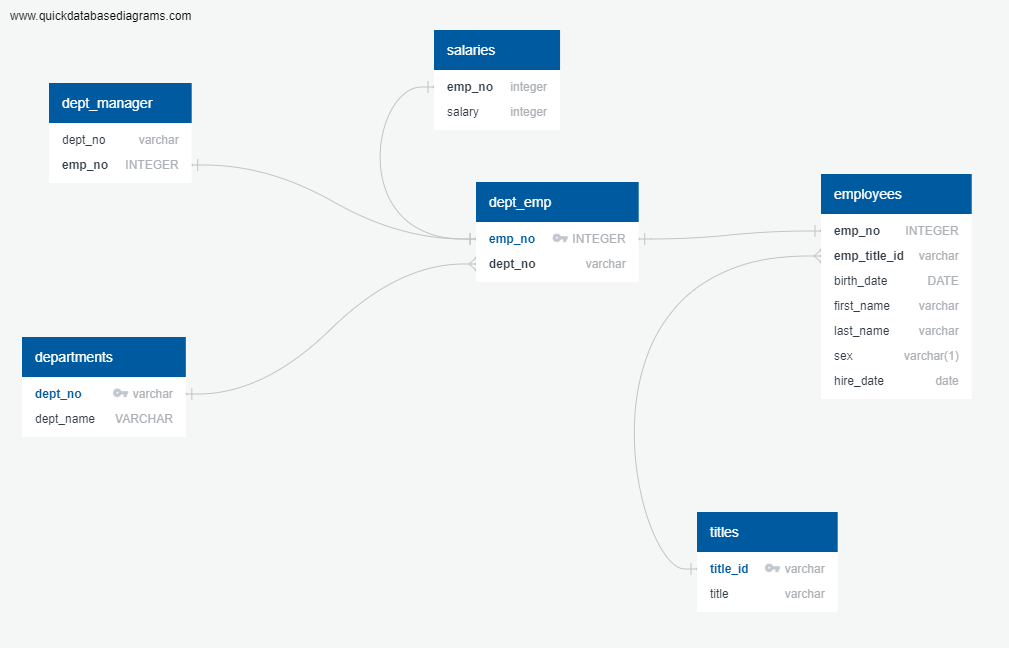 www.quickdatabasediagrams.com
salaries
emp_no integer
salary integer
dept_manager
dept_no varchar
emp_no INTEGER
dept_emp
emp_no INTEGER
dept_no varchar
employees
emp_no INTEGER
emp_title_id varchar
birth_date DATE
first_name varchar
last_name varchar
sex varchar(1)
hire_date date
departments
dept_no varchar
dept_name VARCHAR
titles
title_id varchar
title varchar